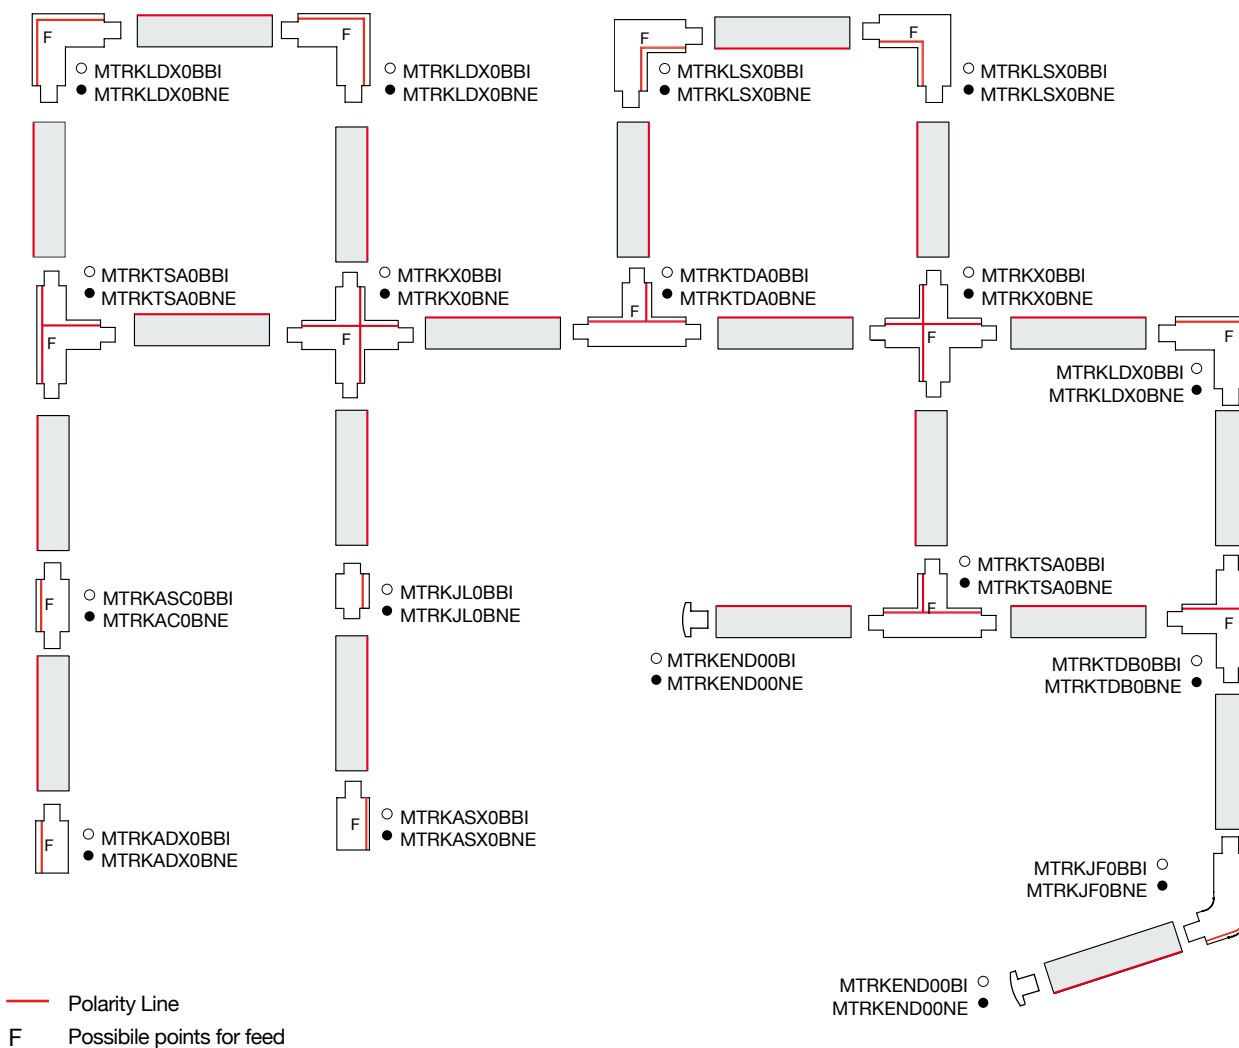 F
MTRKLDX0BBI
MTRKLDX0BNE
F
MTRKLDX0BBI
MTRKLDX0BNE
F
MTRKLSX0BBI
MTRKLSX0BNE
F
MTRKLSX0BBI
MTRKLSX0BNE
MTRKTSA0BBI
MTRKTSA0BNE
F
MTRKX0BBI
MTRKX0BNE
F
MTRKTDA0BBI
MTRKTDA0BNE
F
MTRKX0BBI
MTRKX0BNE
F
F
MTRKLDX0BBI
MTRKLDX0BNE
MTRKASC0BBI
MTRKAC0BNE
F
MTRKJL0BBI
MTRKJL0BNE
MTRKTSA0BBI
MTRKTSA0BNE
F
F
MTRKEND00BI
MTRKEND00NE
MTRKTDB0BBI
MTRKTDB0BNE
MTRKADX0BBI
MTRKADX0BNE
F
MTRKASX0BBI
MTRKASX0BNE
F
MTRKJF0BBI
MTRKJF0BNE
MTRKEND00BI
MTRKEND00NE
Polarity Line
F Possibile points for feed